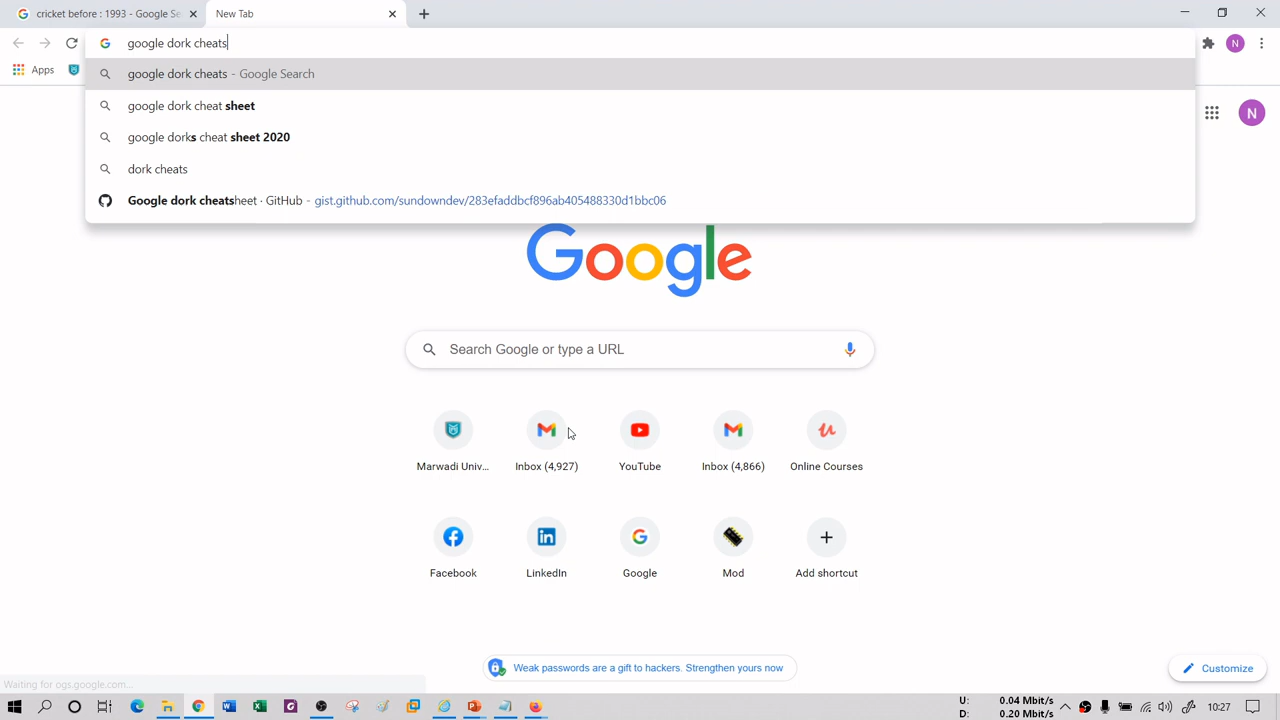 cricket before : 1993 - Google Se
New Tab
google dork cheats
google dork cheats - Google Search
google dork cheat sheet
google dorks cheat sheet 2020
dork cheats
Google dork cheatsheet · GitHub - gist.github.com/sundowndev/283efaddbcf896ab405488330d1bbc06
Apps
N
N
Google
Search Google or type a URL
Marwadi Univ...
Inbox (4,927)
YouTube
Inbox (4,866)
Online Courses
Facebook
LinkedIn
Google
Mod
Add shortcut
Weak passwords are a gift to hackers. Strengthen yours now
Customize
Waiting for ogs.google.com...
U: 0.04 Mbit/s
D: 0.20 Mbit/s
10:27